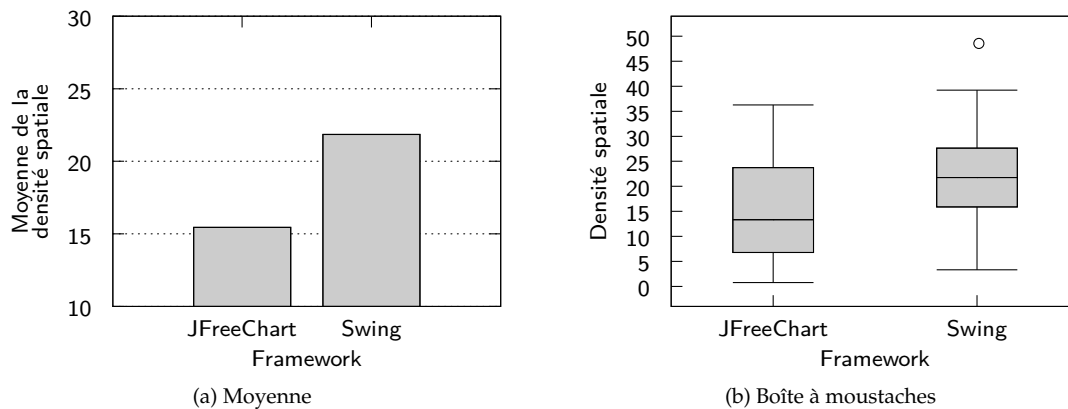 30
25
20
15
10
Moyenne de la
densité spatiale
JFreeChart
Swing
Framework
(a) Moyenne
50
45
40
35
30
25
20
15
10
5
0
Densité spatiale
JFreeChart
Swing
Framework
(b) Boîte à moustaches